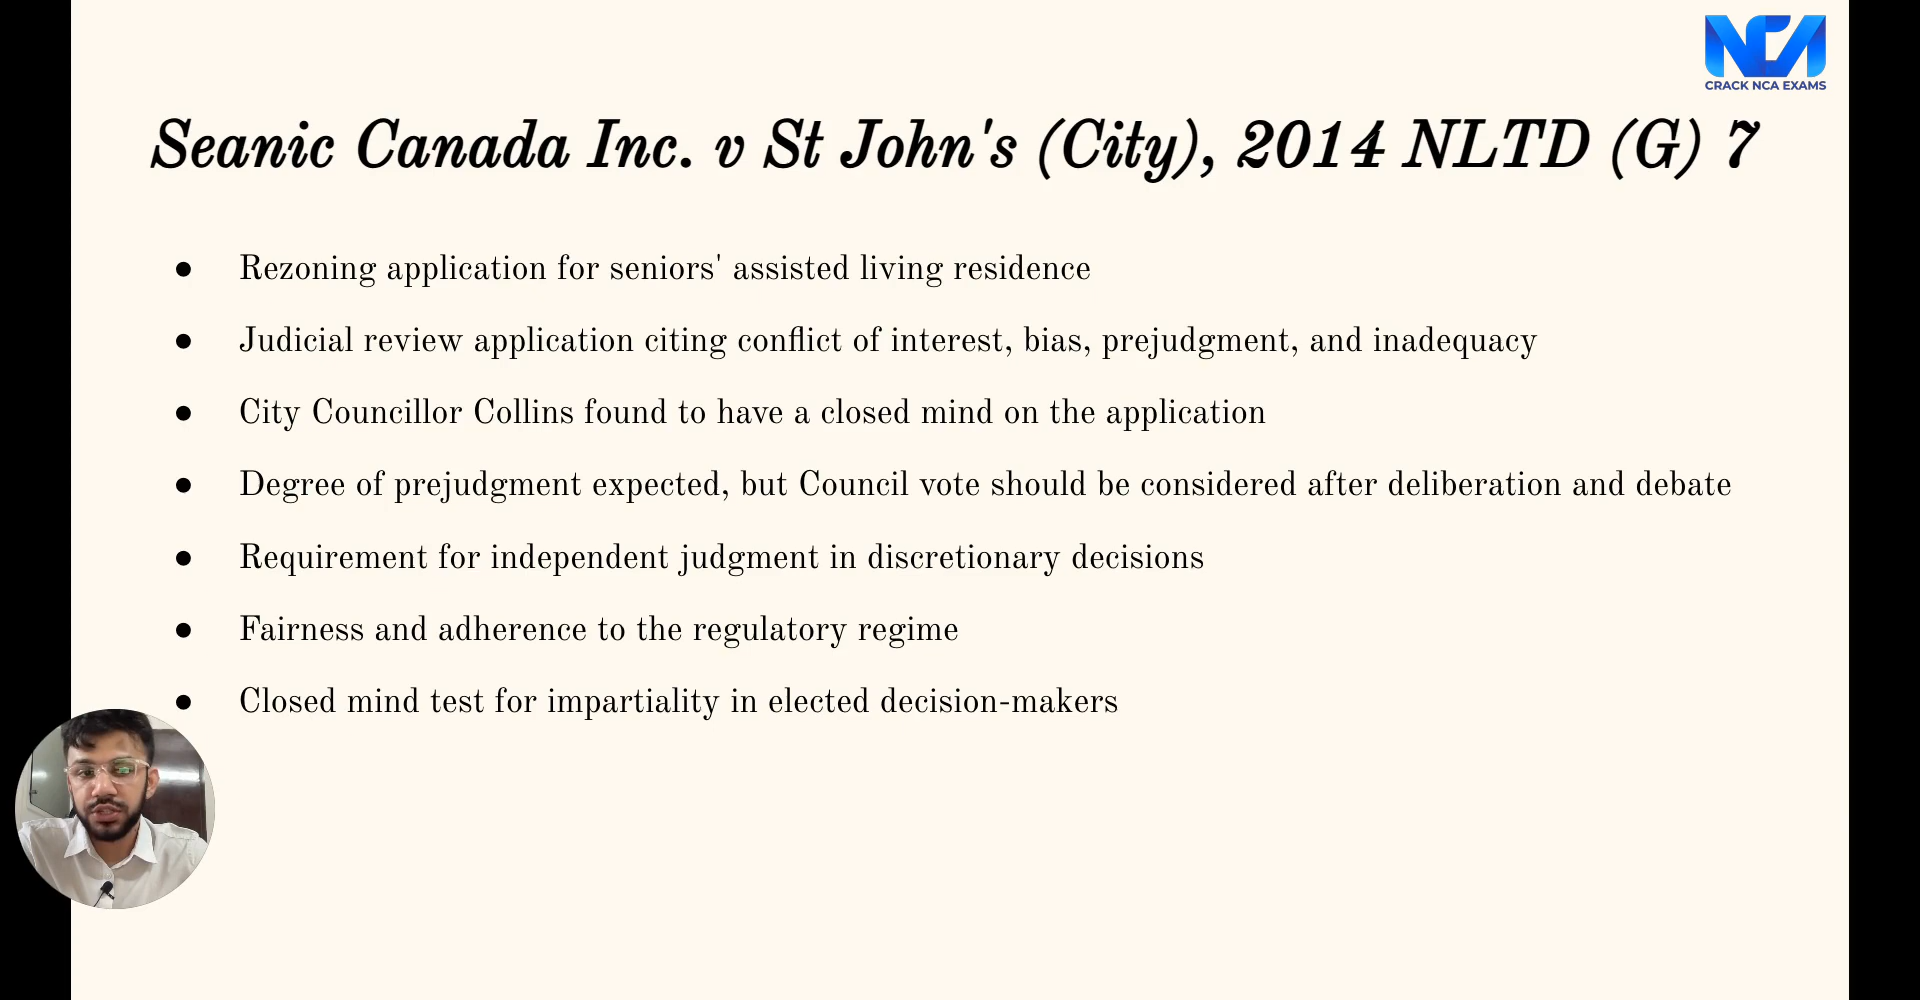 NCA
CRACK NCA EXAMS
Seanic Canada Inc. v St John's (City), 2014 NLTD (G) 7
● Rezoning application for seniors' assisted living residence
● Judicial review application citing conflict of interest, bias, prejudgment, and inadequacy
● City Councillor Collins found to have a closed mind on the application
● Degree of prejudgment expected, but Council vote should be considered after deliberation and debate
● Requirement for independent judgment in discretionary decisions
● Fairness and adherence to the regulatory regime
● Closed mind test for impartiality in elected decision-makers